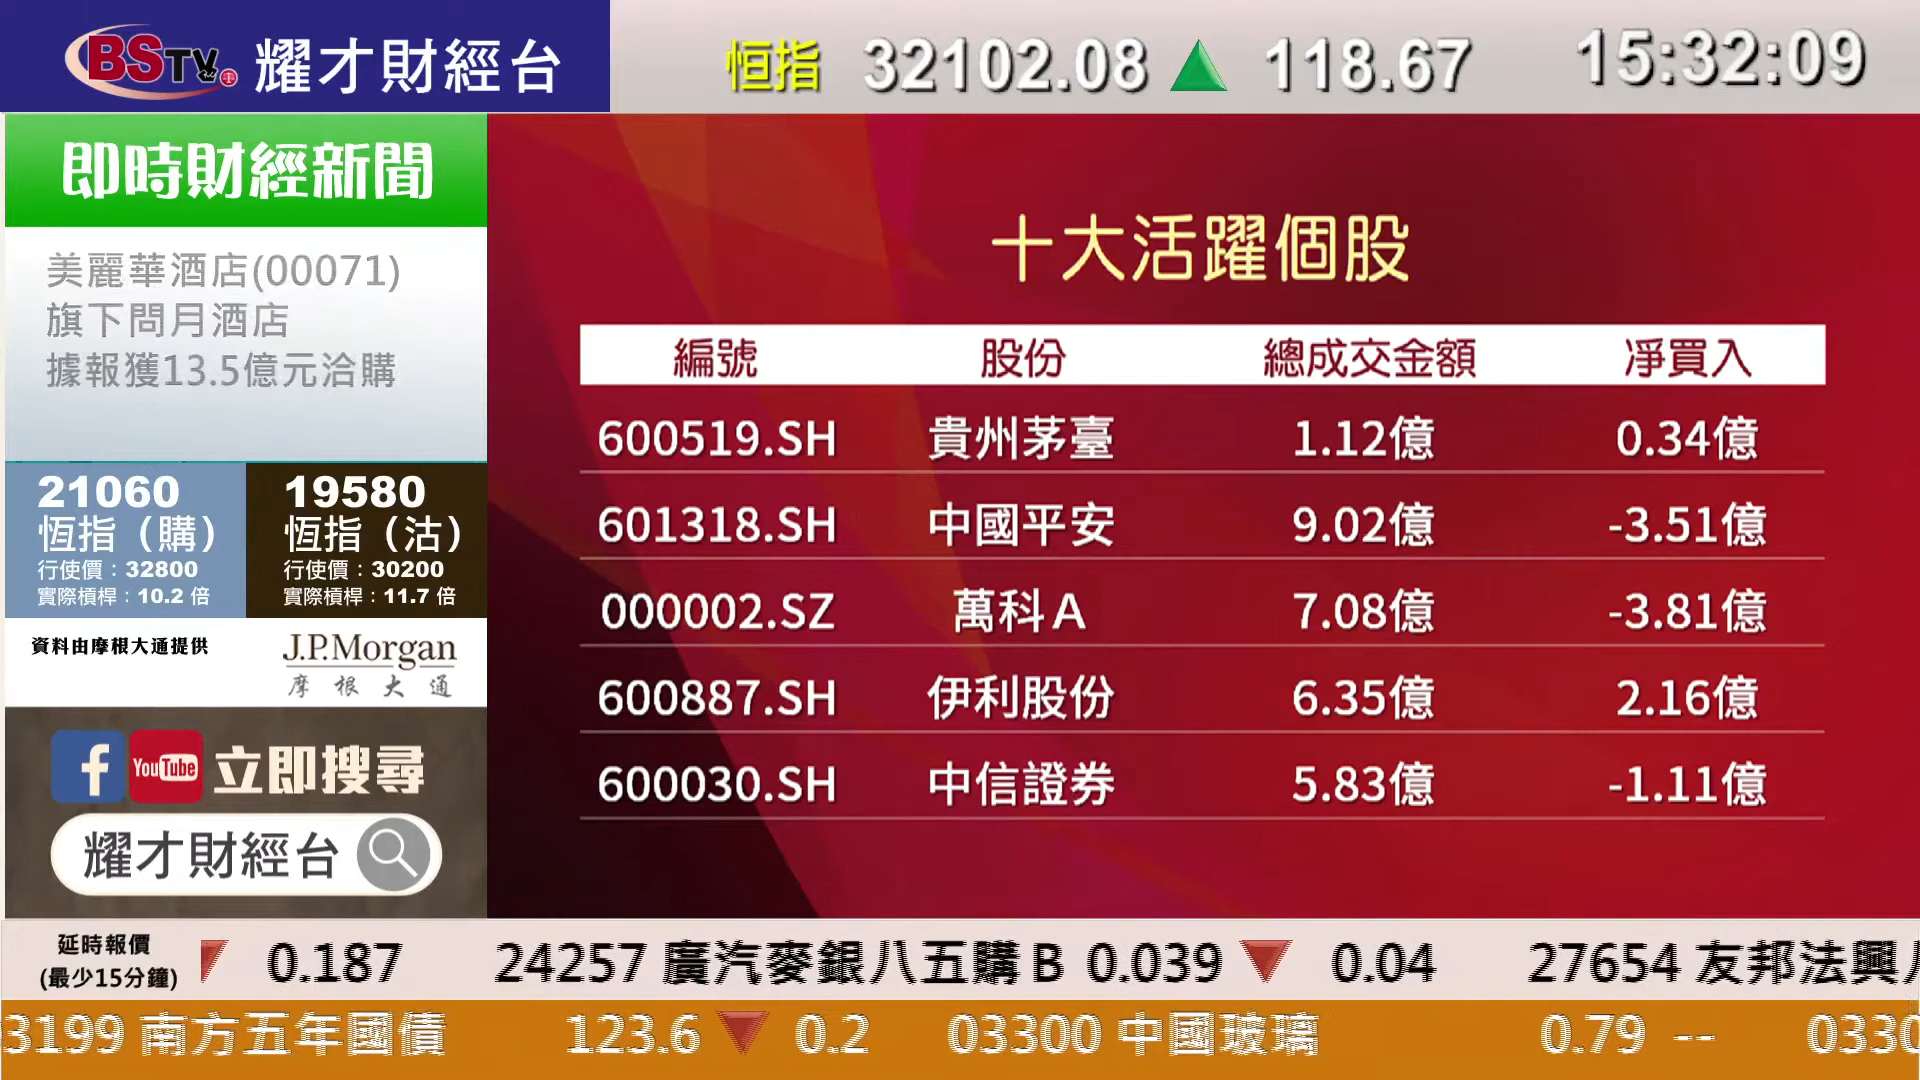 BSTV 耀才財經台
恒指 32102.08 ▲ 118.67 15:32:09
即時財經新聞
美麗華酒店(00071)
旗下問月酒店
據報獲13.5億元洽購
21060
恆指（購）
行使價：32800
實際槓桿：10.2 倍
19580
恆指（沽）
行使價：30200
實際槓桿：11.7 倍
資料由摩根大通提供
J.P.Morgan
摩根大通
f YouTube 立即搜尋
耀才財經台
十大活躍個股
編號 股份 總成交金額 凈買入
600519.SH 貴州茅臺 1.12億 0.34億
601318.SH 中國平安 9.02億 -3.51億
000002.SZ 萬科A 7.08億 -3.81億
600887.SH 伊利股份 6.35億 2.16億
600030.SH 中信證券 5.83億 -1.11億
延時報價
(最少15分鐘)
▼ 0.187 24257 廣汽麥銀八五購B 0.039 ▼ 0.04 27654 友邦法興
3199 南方五年國債 123.6 ▼ 0.2 03300 中國玻璃 0.79 -- 0330